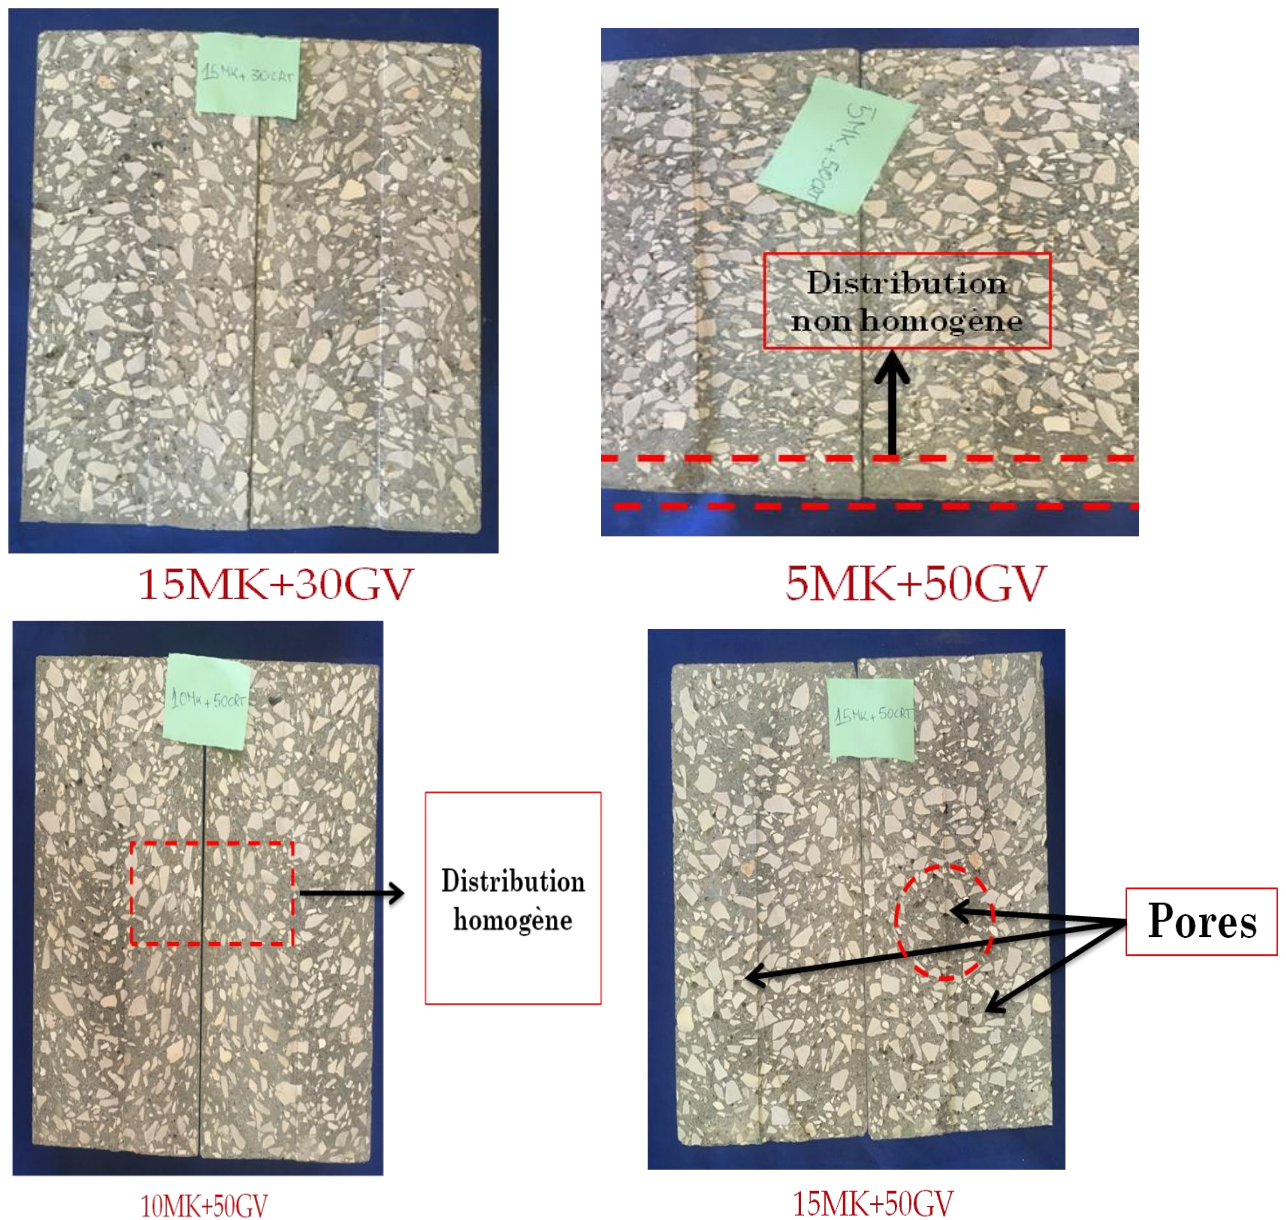 15MK+30CRT
5MK+50CRT
Distribution
non homogène
15MK+30GV
5MK+50GV
10MK+50CRT
15MK+50CRT
Distribution
homogène
Pores
10MK+50GV
15MK+50GV